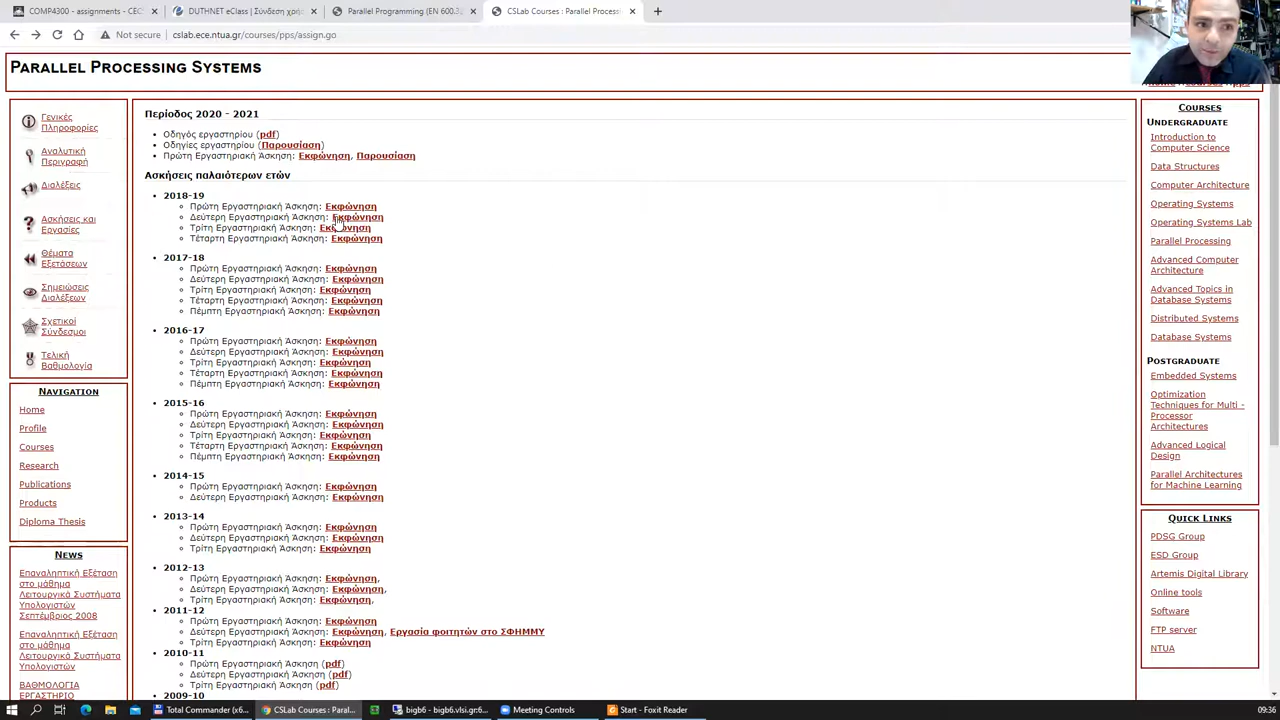 COMP4300 - assignments - CEC
DUTHNET eClass | Σύνδεση χρή
Parallel Programming (EN 600.3
CSLab Courses : Parallel Process
Not secure
cslab.ece.ntua.gr/courses/pps/assign.go
PARALLEL PROCESSING SYSTEMS
Γενικές
Πληροφορίες
Αναλυτική
Περιγραφή
Διαλέξεις
Ασκήσεις και
Εργασίες
Θέματα
Εξετάσεων
Σημειώσεις
Διαλέξεων
Σχετικοί
Σύνδεσμοι
Τελική
Βαθμολογία
NAVIGATION
Home
Profile
Courses
Research
Publications
Products
Diploma Thesis
NEWS
Επαναληπτική Εξέταση
στο μάθημα
Λειτουργικά Συστήματα
Υπολογιστών
Σεπτέμβριος 2008
Επαναληπτική Εξέταση
στο μάθημα
Λειτουργικά Συστήματα
Υπολογιστών
ΒΑΘΜΟΛΟΓΙΑ
ΕΡΓΑΣΤΗΡΙΟ
Περίοδος 2020 - 2021
• Οδηγός εργαστηρίου (pdf)
• Οδηγίες εργαστηρίου (Παρουσίαση)
• Πρώτη Εργαστηριακή Άσκηση: Εκφώνηση, Παρουσίαση
Ασκήσεις παλαιότερων ετών
• 2018-19
Πρώτη Εργαστηριακή Άσκηση: Εκφώνηση
Δεύτερη Εργαστηριακή Άσκηση: Εκφώνηση
Τρίτη Εργαστηριακή Άσκηση: Εκφώνηση
Τέταρτη Εργαστηριακή Άσκηση: Εκφώνηση
• 2017-18
Πρώτη Εργαστηριακή Άσκηση: Εκφώνηση
Δεύτερη Εργαστηριακή Άσκηση: Εκφώνηση
Τρίτη Εργαστηριακή Άσκηση: Εκφώνηση
Τέταρτη Εργαστηριακή Άσκηση: Εκφώνηση
Πέμπτη Εργαστηριακή Άσκηση: Εκφώνηση
• 2016-17
Πρώτη Εργαστηριακή Άσκηση: Εκφώνηση
Δεύτερη Εργαστηριακή Άσκηση: Εκφώνηση
Τρίτη Εργαστηριακή Άσκηση: Εκφώνηση
Τέταρτη Εργαστηριακή Άσκηση: Εκφώνηση
Πέμπτη Εργαστηριακή Άσκηση: Εκφώνηση
• 2015-16
Πρώτη Εργαστηριακή Άσκηση: Εκφώνηση
Δεύτερη Εργαστηριακή Άσκηση: Εκφώνηση
Τρίτη Εργαστηριακή Άσκηση: Εκφώνηση
Τέταρτη Εργαστηριακή Άσκηση: Εκφώνηση
Πέμπτη Εργαστηριακή Άσκηση: Εκφώνηση
• 2014-15
Πρώτη Εργαστηριακή Άσκηση: Εκφώνηση
Δεύτερη Εργαστηριακή Άσκηση: Εκφώνηση
• 2013-14
Πρώτη Εργαστηριακή Άσκηση: Εκφώνηση
Δεύτερη Εργαστηριακή Άσκηση: Εκφώνηση
Τρίτη Εργαστηριακή Άσκηση: Εκφώνηση
• 2012-13
Πρώτη Εργαστηριακή Άσκηση: Εκφώνηση,
Δεύτερη Εργαστηριακή Άσκηση: Εκφώνηση,
Τρίτη Εργαστηριακή Άσκηση: Εκφώνηση,
• 2011-12
Πρώτη Εργαστηριακή Άσκηση: Εκφώνηση
Δεύτερη Εργαστηριακή Άσκηση: Εκφώνηση, Εργασία φοιτητών στο ΣΦΗΜΜΥ
Τρίτη Εργαστηριακή Άσκηση: Εκφώνηση
• 2010-11
Πρώτη Εργαστηριακή Άσκηση (pdf)
Δεύτερη Εργαστηριακή Άσκηση (pdf)
Τρίτη Εργαστηριακή Άσκηση (pdf)
• 2009-10
COURSES
UNDERGRADUATE
Introduction to
Computer Science
Data Structures
Computer Architecture
Operating Systems
Operating Systems Lab
Parallel Processing
Advanced Computer
Architecture
Advanced Topics in
Database Systems
Distributed Systems
Database Systems
POSTGRADUATE
Embedded Systems
Optimization
Techniques for Multi -
Processor
Architectures
Advanced Logical
Design
Parallel Architectures
for Machine Learning
QUICK LINKS
PDSG Group
ESD Group
Artemis Digital Library
Online tools
Software
FTP server
NTUA
Total Commander (x6...
CSLab Courses : Paral...
bigb6 - bigb6.vlsi.gr:6...
Meeting Controls
Start - Foxit Reader
09:36